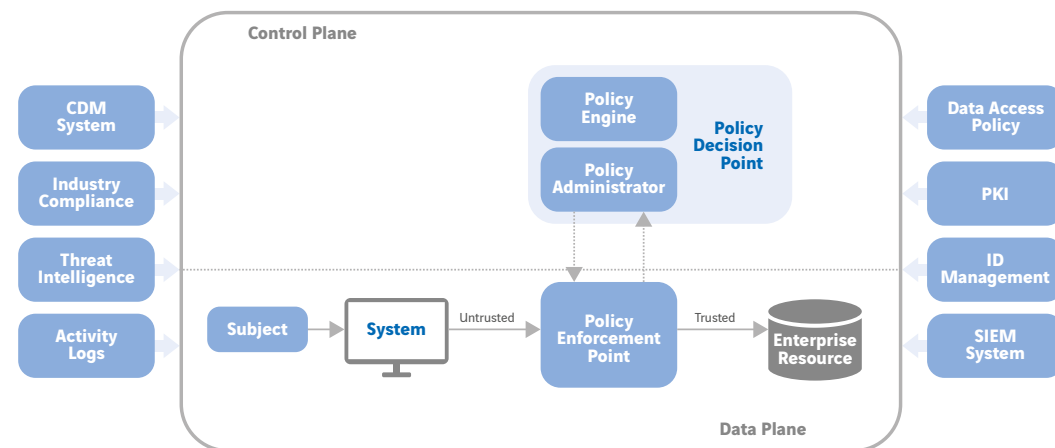 Control Plane
CDM
System
Industry
Compliance
Threat
Intelligence
Activity
Logs
Policy
Engine
Policy
Administrator
Policy
Decision
Point
Subject
System
Untrusted
Policy
Enforcement
Point
Trusted
Enterprise
Resource
Data Plane
Data Access
Policy
PKI
ID
Management
SIEM
System